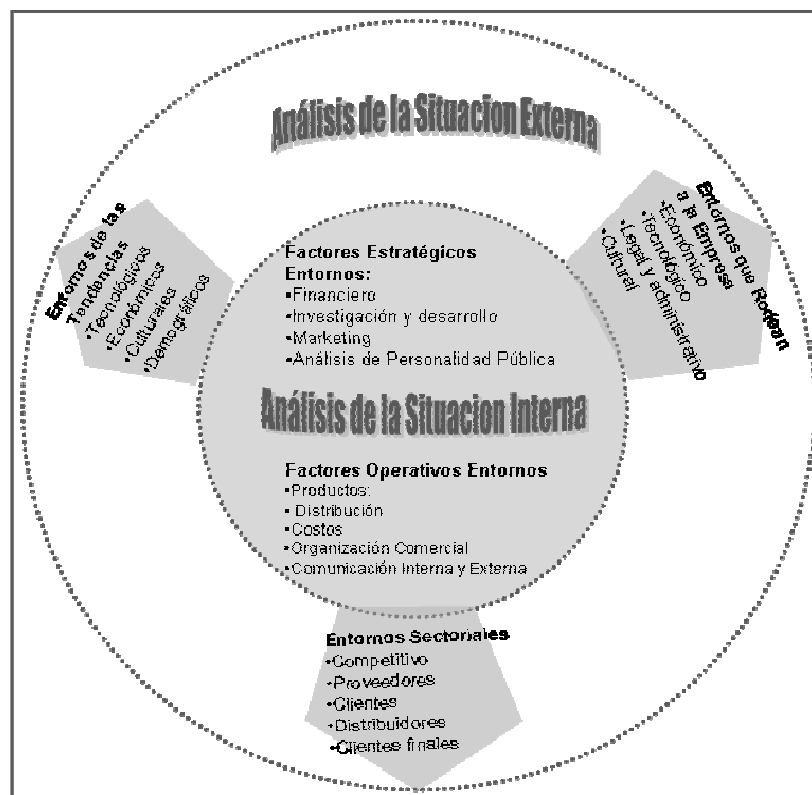 Análisis de la Situacion Externa
Entornos de las
Tendencias
•Tecnológicos
•Económicos
•Culturales
•Demográficos
Entornos que Rodean
a la Empresa
•Económico
•Tecnológico
•Legal y administrativo
•Cultural
Factores Estratégicos
Entornos:
•Financiero
•Investigación y desarrollo
•Marketing
•Análisis de Personalidad Pública
Análisis de la Situacion Interna
Factores Operativos Entornos
•Productos:
• Distribución
•Costos
•Organización Comercial
•Comunicación Interna y Externa
Entornos Sectoriales
•Competitivo
•Proveedores
•Clientes
•Distribuidores
•Clientes finales